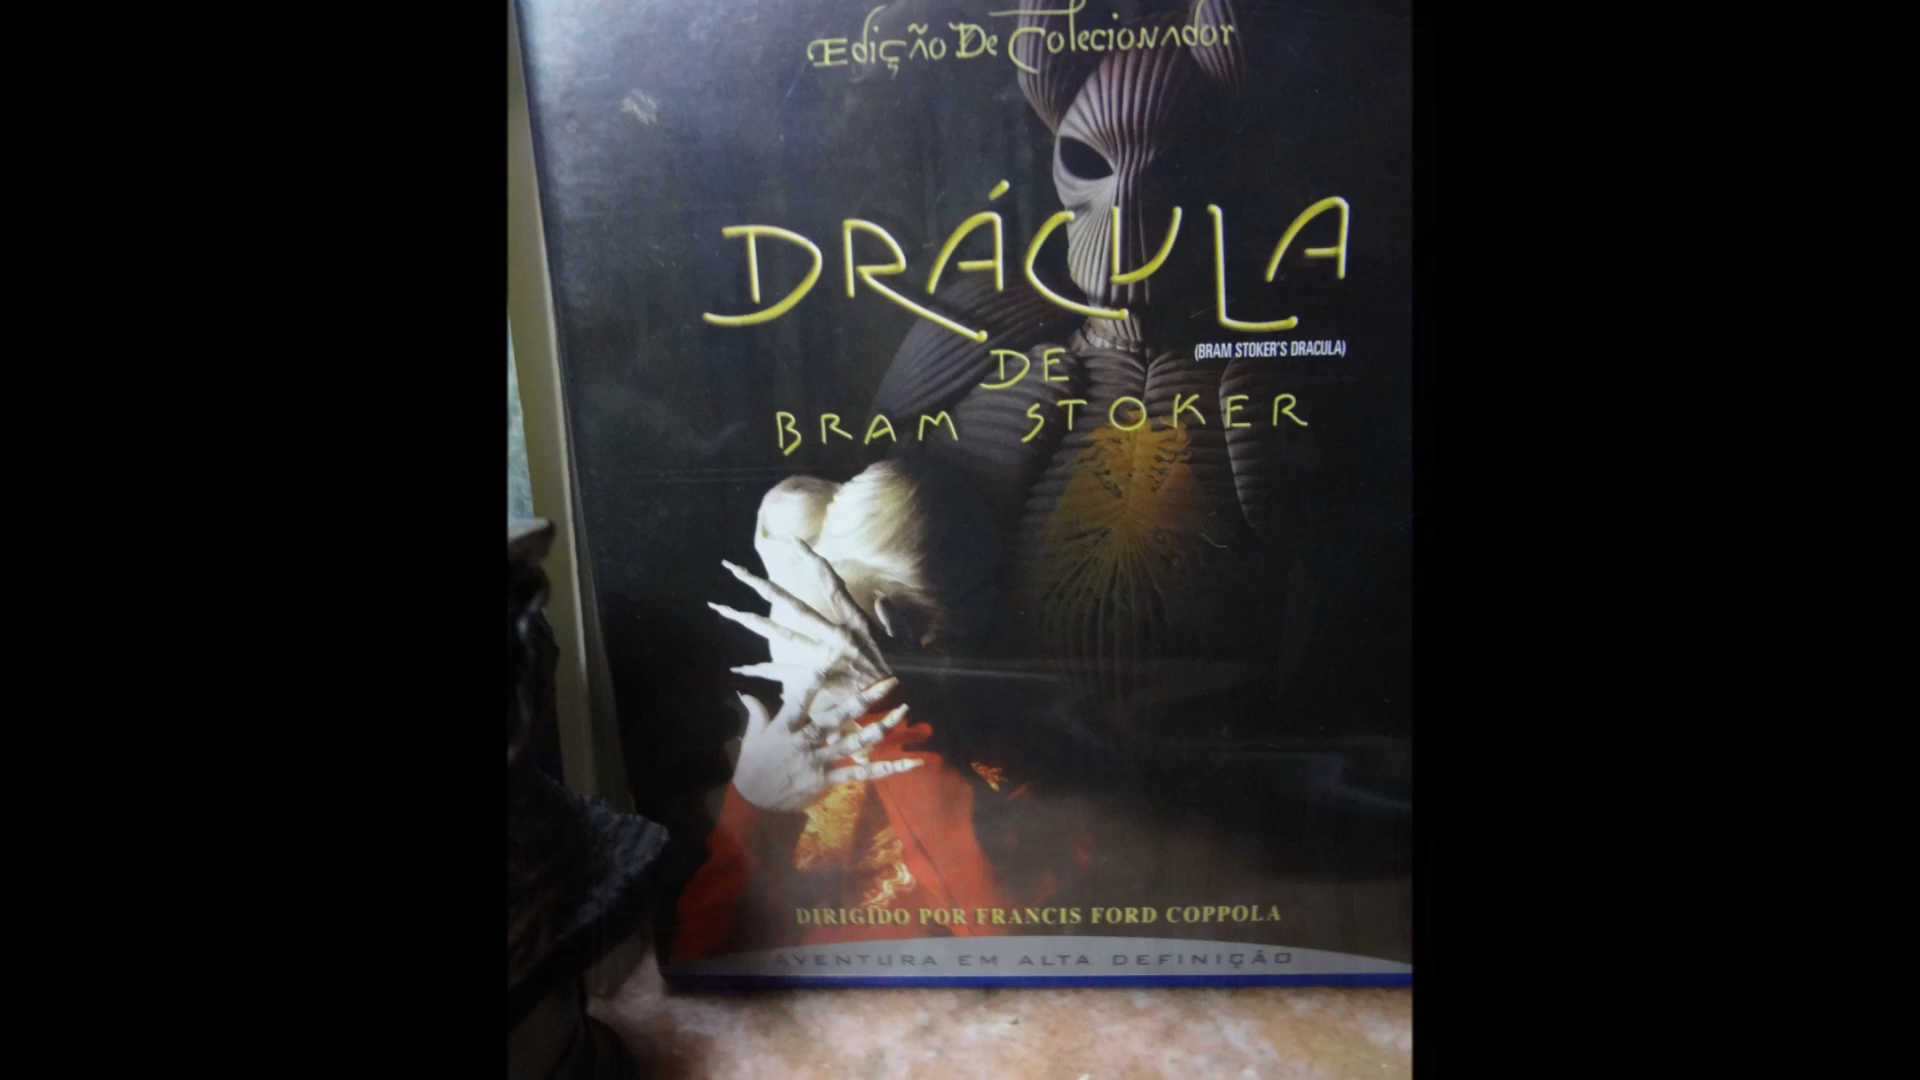 Edição De Colecionador
DRÁCULA
(BRAM STOKER'S DRACULA)
DE
BRAM STOKER
DIRIGIDO POR FRANCIS FORD COPPOLA
AVENTURA EM ALTA DEFINIÇÃO